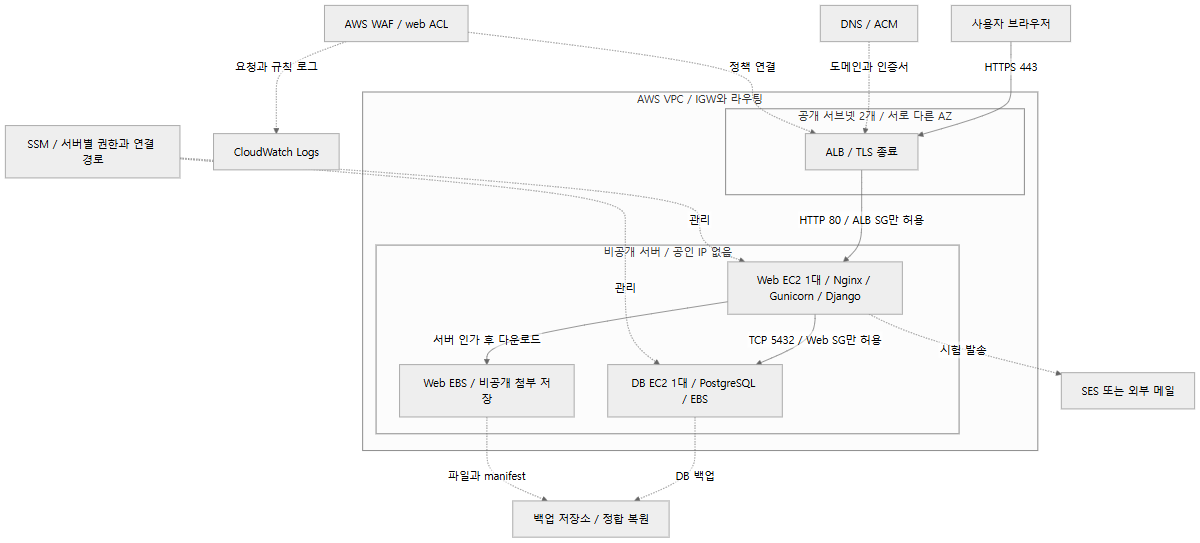 AWS WAF / web ACL
DNS / ACM
사용자 브라우저
요청과 규칙 로그
정책 연결
도메인과 인증서
HTTPS 443
AWS VPC / IGW와 라우팅
공개 서브넷 2개 / 서로 다른 AZ
SSM / 서버별 권한과 연결
경로
CloudWatch Logs
ALB / TLS 종료
관리
HTTP 80 / ALB SG만 허용
비공개 서버 / 공인 IP 없음
Web EC2 1대 / Nginx /
Gunicorn / Django
관리
서버 인가 후 다운로드
TCP 5432 / Web SG만 허용
시험 발송
Web EBS / 비공개 첨부 저
장
DB EC2 1대 / PostgreSQL
/ EBS
SES 또는 외부 메일
파일과 manifest
DB 백업
백업 저장소 / 정합 복원